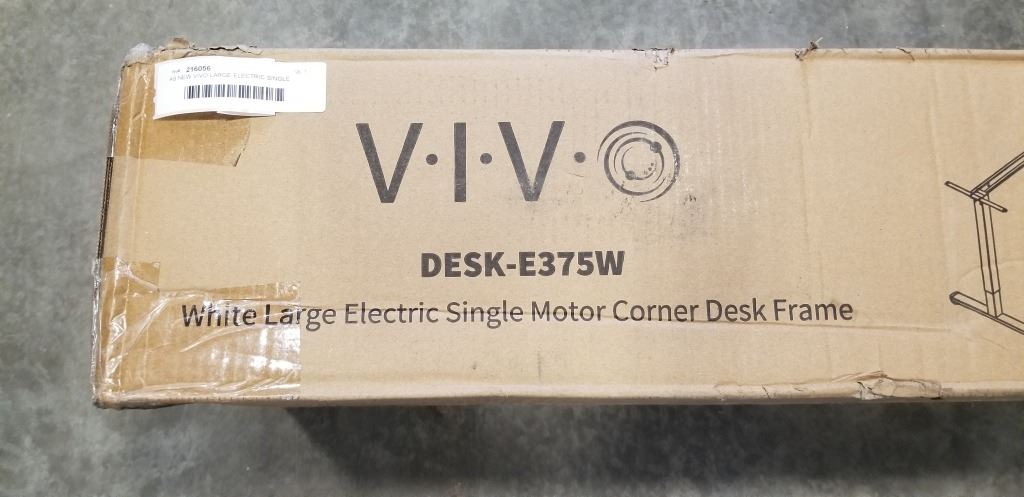 216056
AS NEW VIVO LARGE ELECTRIC SINGLE
V·I·V·O
DESK-E375W
White Large Electric Single Motor Corner Desk Frame